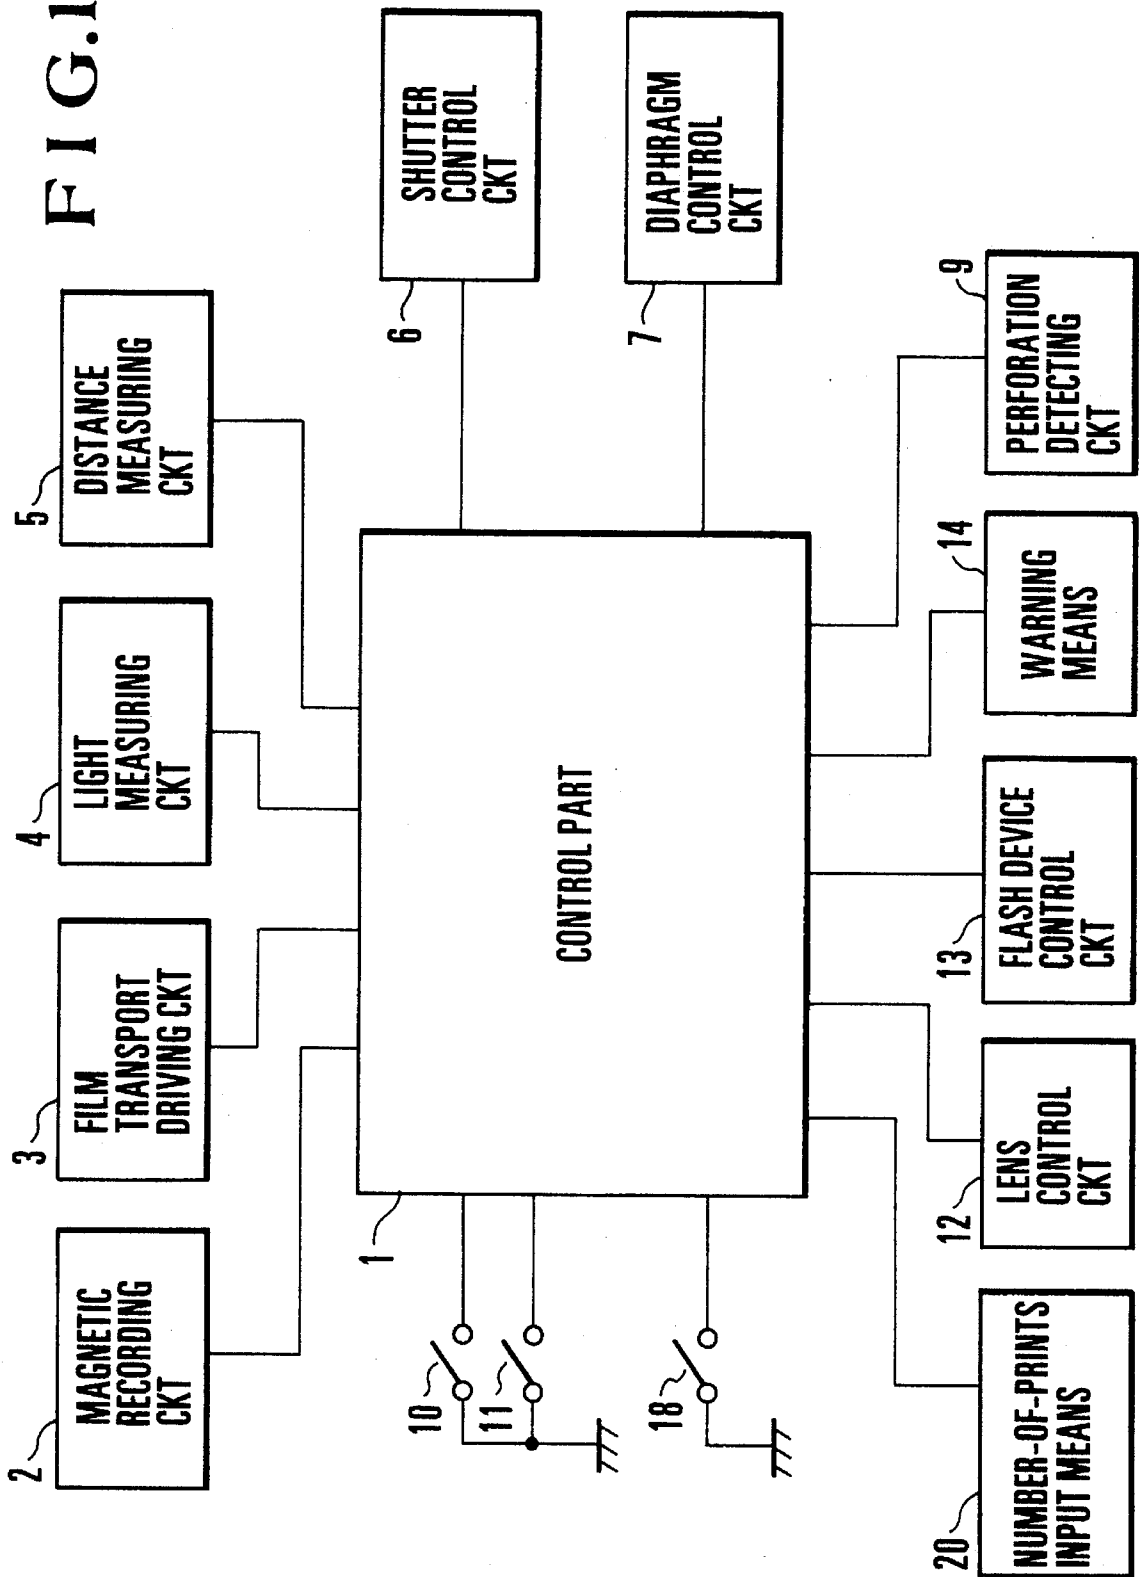 FIG.1
2
MAGNETIC
RECORDING
CKT
3
FILM
TRANSPORT
DRIVING CKT
4
LIGHT
MEASURING
CKT
5
DISTANCE
MEASURING
CKT
1
CONTROL PART
6
SHUTTER
CONTROL
CKT
7
DIAPHRAGM
CONTROL
CKT
10
11
18
20
NUMBER-OF-PRINTS
INPUT MEANS
12
LENS
CONTROL
CKT
13
FLASH DEVICE
CONTROL
CKT
14
WARNING
MEANS
9
PERFORATION
DETECTING
CKT